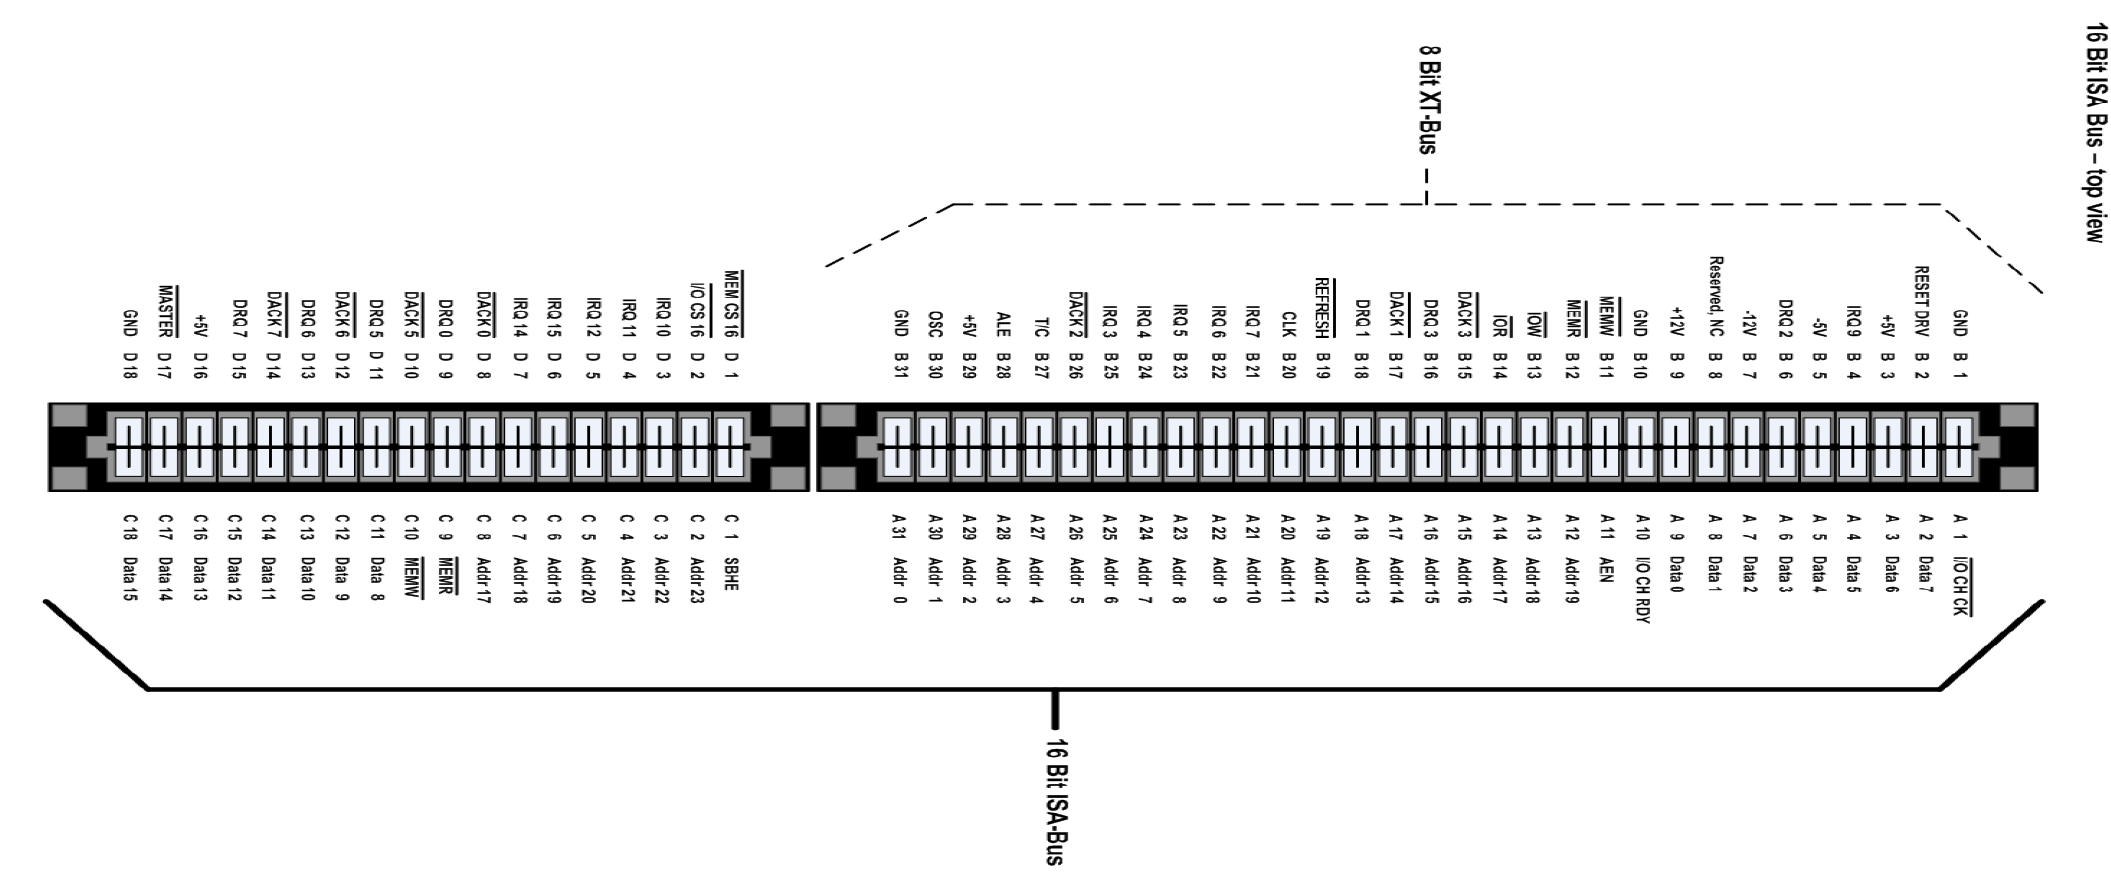 16 Bit ISA Bus – top view
8 Bit XT-Bus
GND B 1
RESET DRV B 2
+5V B 3
IRQ 9 B 4
-5V B 5
DRQ 2 B 6
-12V B 7
Reserved, NC B 8
+12V B 9
GND B 10
MEMW B 11
MEMR B 12
IOW B 13
IOR B 14
DACK 3 B 15
DRQ 3 B 16
DACK 1 B 17
DRQ 1 B 18
REFRESH B 19
CLK B 20
IRQ 7 B 21
IRQ 6 B 22
IRQ 5 B 23
IRQ 4 B 24
IRQ 3 B 25
DACK 2 B 26
T/C B 27
ALE B 28
+5V B 29
OSC B 30
GND B 31
MEM CS 16 D 1
I/O CS 16 D 2
IRQ 10 D 3
IRQ 11 D 4
IRQ 12 D 5
IRQ 15 D 6
IRQ 14 D 7
DACK 0 D 8
DRQ 0 D 9
DACK 5 D 10
DRQ 5 D 11
DACK 6 D 12
DRQ 6 D 13
DACK 7 D 14
DRQ 7 D 15
+5V D 16
MASTER D 17
GND D 18
A 1 I/O CH CK
A 2 Data 7
A 3 Data 6
A 4 Data 5
A 5 Data 4
A 6 Data 3
A 7 Data 2
A 8 Data 1
A 9 Data 0
A 10 I/O CH RDY
A 11 AEN
A 12 Addr 19
A 13 Addr 18
A 14 Addr 17
A 15 Addr 16
A 16 Addr 15
A 17 Addr 14
A 18 Addr 13
A 19 Addr 12
A 20 Addr 11
A 21 Addr 10
A 22 Addr 9
A 23 Addr 8
A 24 Addr 7
A 25 Addr 6
A 26 Addr 5
A 27 Addr 4
A 28 Addr 3
A 29 Addr 2
A 30 Addr 1
A 31 Addr 0
C 1 SBHE
C 2 Addr 23
C 3 Addr 22
C 4 Addr 21
C 5 Addr 20
C 6 Addr 19
C 7 Addr 18
C 8 Addr 17
C 9 MEMR
C 10 MEMW
C 11 Data 8
C 12 Data 9
C 13 Data 10
C 14 Data 11
C 15 Data 12
C 16 Data 13
C 17 Data 14
C 18 Data 15
16 Bit ISA-Bus